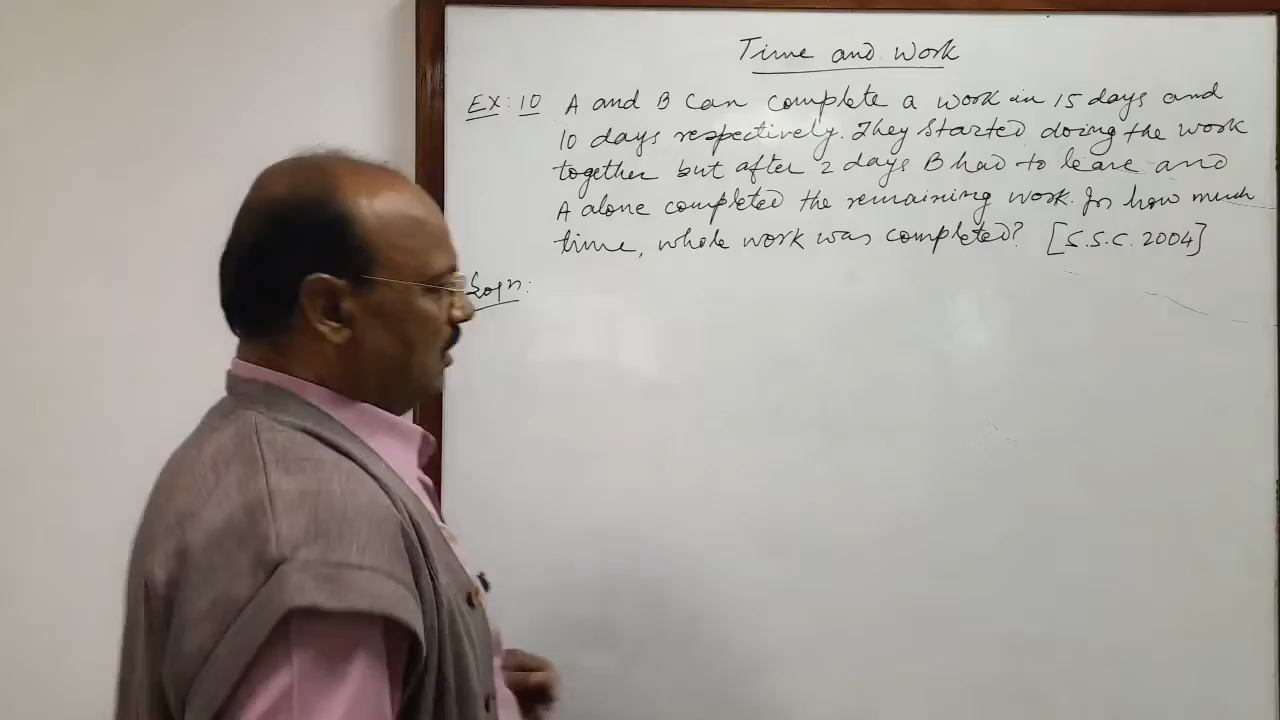 Time and Work
EX: 10 A and B can complete a work in 15 days and
10 days respectively. They started doing the work
together but after 2 days B had to leave and
A alone completed the remaining work. In how much
time, whole work was completed? [S.S.C. 2004]
Solⁿ: